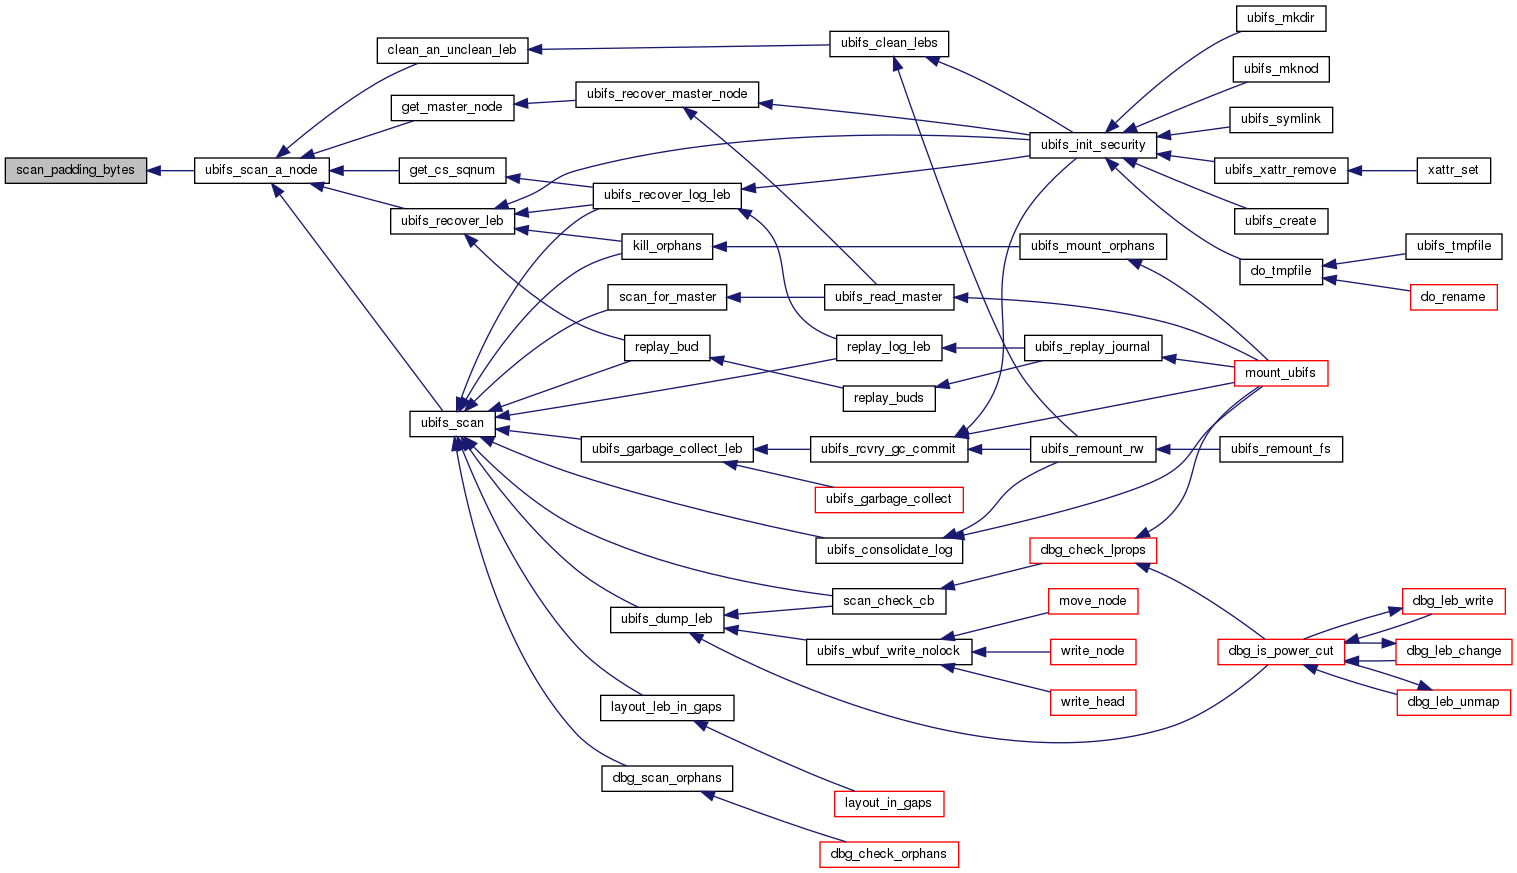 scan_padding_bytes
ubifs_scan_a_node
clean_an_unclean_leb
get_master_node
get_cs_sqnum
ubifs_recover_leb
ubifs_scan
ubifs_recover_master_node
ubifs_recover_log_leb
kill_orphans
scan_for_master
replay_bud
ubifs_garbage_collect_leb
ubifs_dump_leb
layout_leb_in_gaps
dbg_scan_orphans
ubifs_clean_lebs
ubifs_read_master
replay_log_leb
replay_buds
ubifs_rcvry_gc_commit
ubifs_garbage_collect
ubifs_consolidate_log
scan_check_cb
ubifs_wbuf_write_nolock
layout_in_gaps
dbg_check_orphans
ubifs_init_security
ubifs_mount_orphans
ubifs_replay_journal
ubifs_remount_rw
dbg_check_lprops
move_node
write_node
write_head
ubifs_mkdir
ubifs_mknod
ubifs_symlink
ubifs_xattr_remove
ubifs_create
do_tmpfile
mount_ubifs
ubifs_remount_fs
dbg_is_power_cut
xattr_set
ubifs_tmpfile
do_rename
dbg_leb_write
dbg_leb_change
dbg_leb_unmap